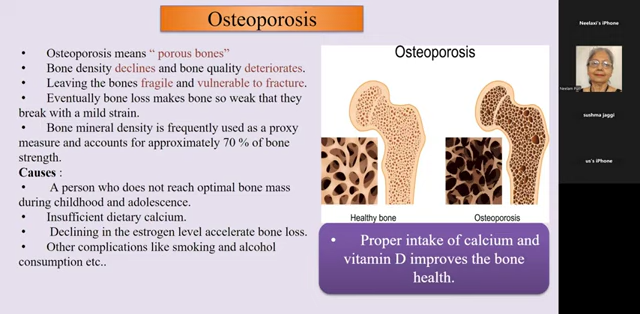 Osteoporosis
• Osteoporosis means “ porous bones”
• Bone density declines and bone quality deteriorates.
• Leaving the bones fragile and vulnerable to fracture.
• Eventually bone loss makes bone so weak that they
break with a mild strain.
• Bone mineral density is frequently used as a proxy
measure and accounts for approximately 70 % of bone
strength.
Causes :
• A person who does not reach optimal bone mass
during childhood and adolescence.
• Insufficient dietary calcium.
• Declining in the estrogen level accelerate bone loss.
• Other complications like smoking and alcohol
consumption etc..
Osteoporosis
Healthy bone
Osteoporosis
• Proper intake of calcium and
vitamin D improves the bone
health.
Neelaxi's iPhone
sushma jaggi
us's iPhone